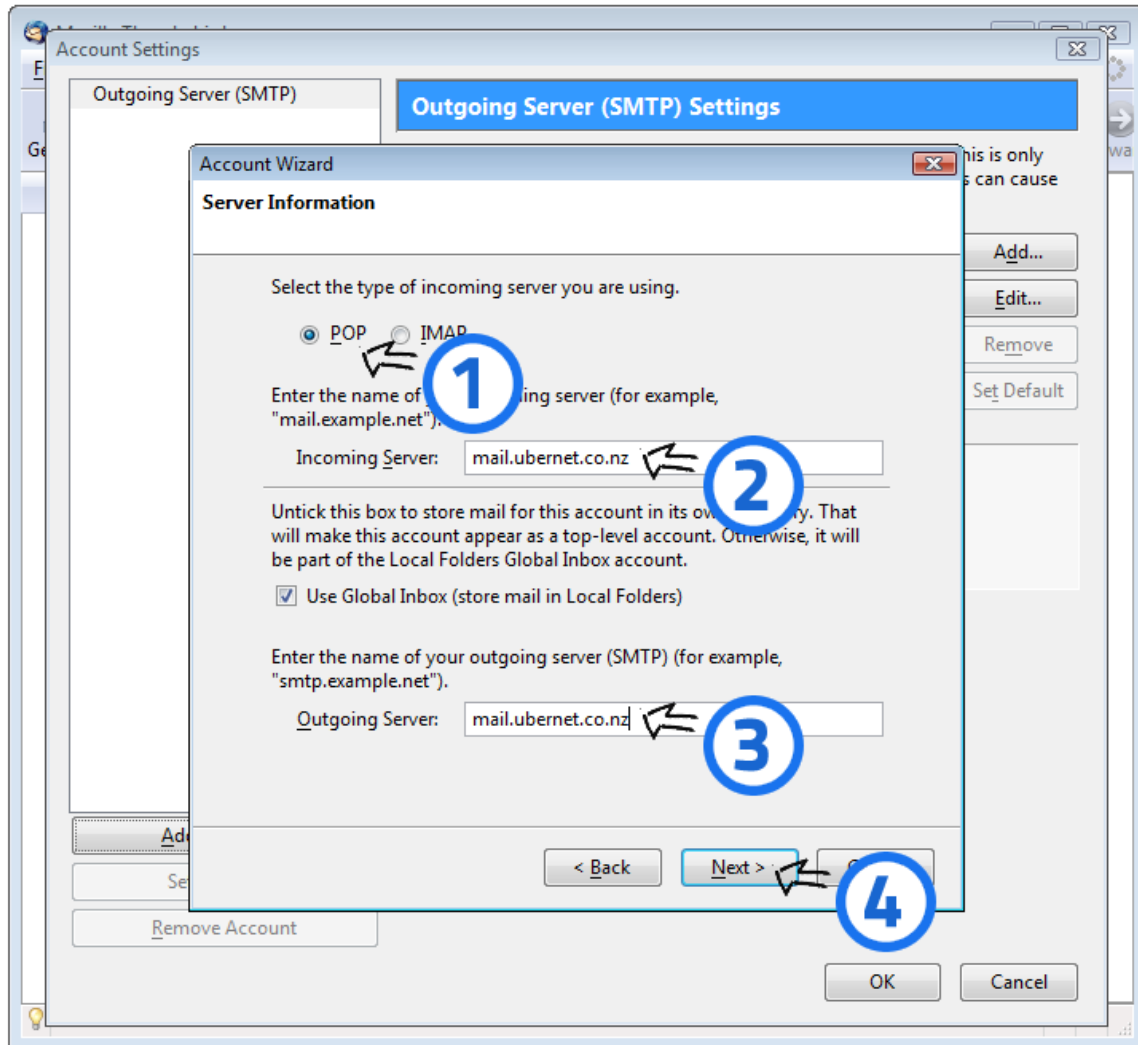 Account Settings
Outgoing Server (SMTP)
Outgoing Server (SMTP) Settings
his is only
s can cause
Add...
Edit...
Remove
Set Default
Account Wizard
Server Information
Select the type of incoming server you are using.
POP IMAP
1
Enter the name of your incoming server (for example,
"mail.example.net").
Incoming Server: mail.ubernet.co.nz
2
Untick this box to store mail for this account in its own directory. That
will make this account appear as a top-level account. Otherwise, it will
be part of the Local Folders Global Inbox account.
Use Global Inbox (store mail in Local Folders)
Enter the name of your outgoing server (SMTP) (for example,
"smtp.example.net").
Outgoing Server: mail.ubernet.co.nz
3
< Back Next >
4
Remove Account
OK Cancel